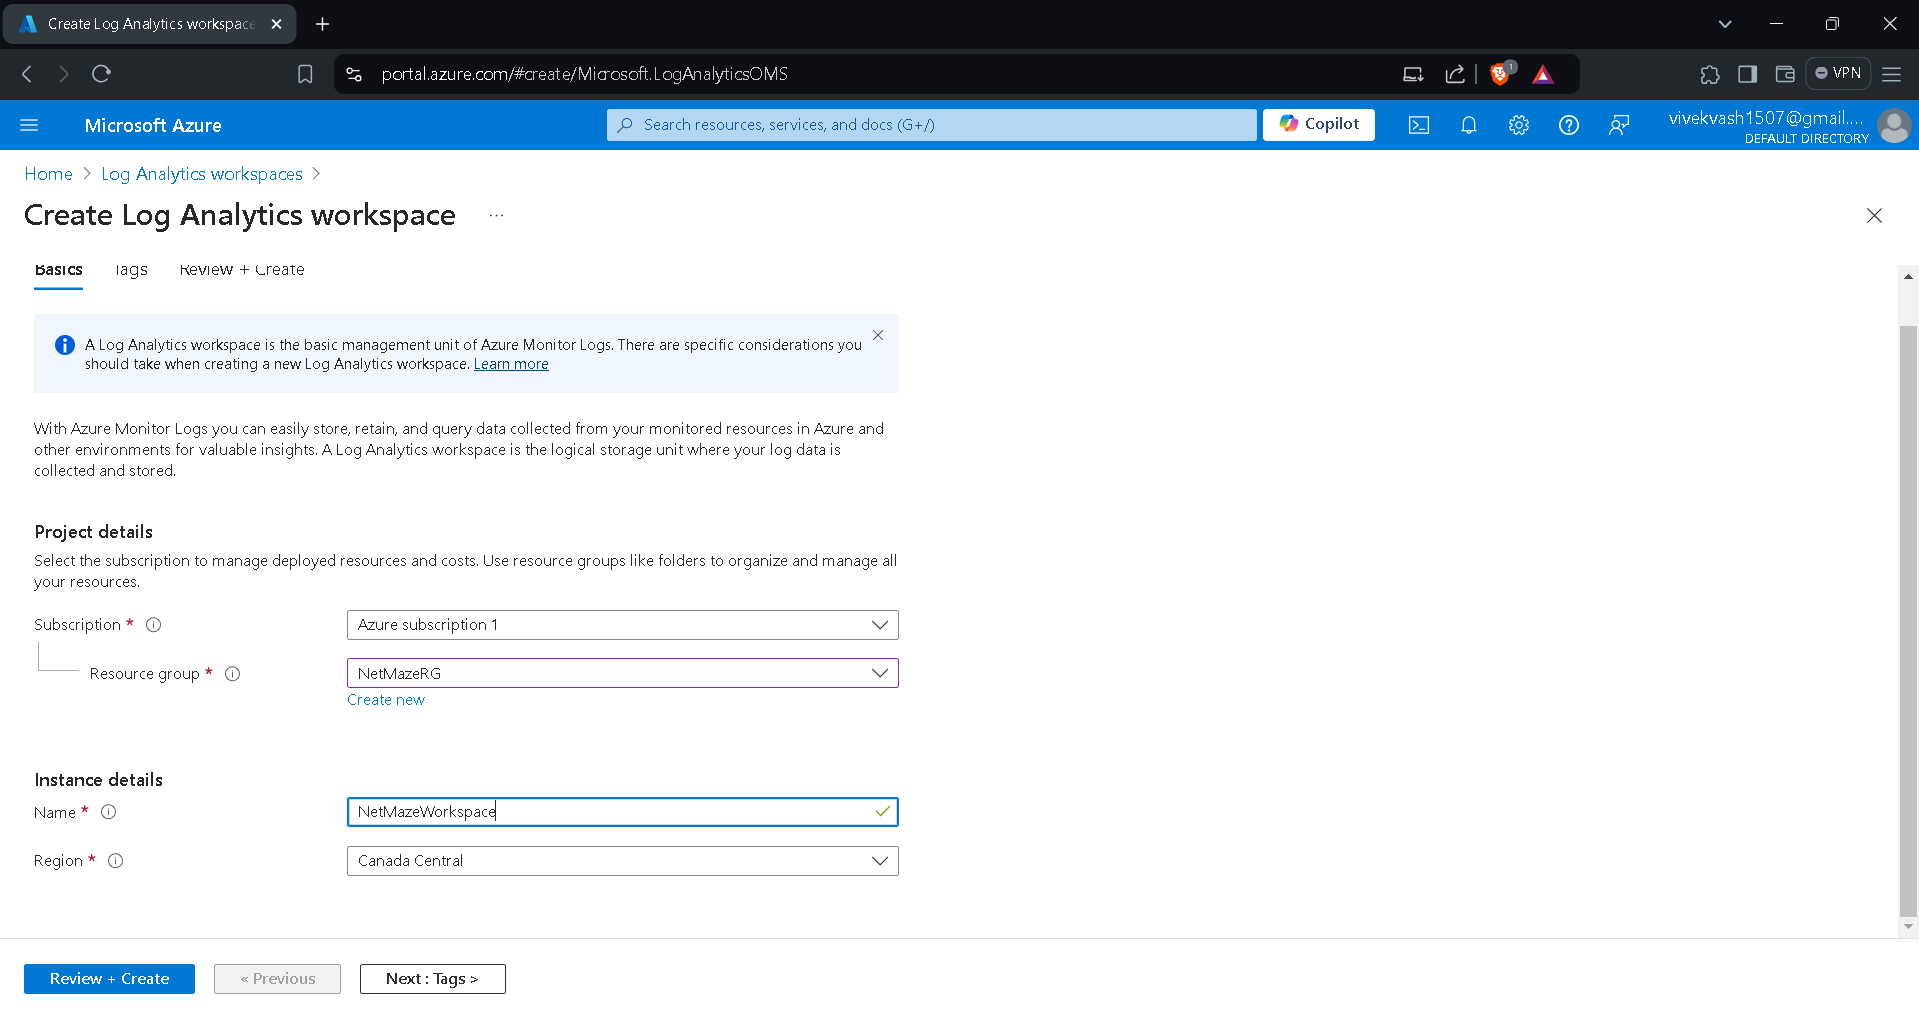 Create Log Analytics workspace
portal.azure.com/#create/Microsoft.LogAnalyticsOMS
1
VPN
Microsoft Azure
Search resources, services, and docs (G+/)
Copilot
vivekvash1507@gmail....
DEFAULT DIRECTORY
Home > Log Analytics workspaces >
Create Log Analytics workspace ...
Basics Tags Review + Create
A Log Analytics workspace is the basic management unit of Azure Monitor Logs. There are specific considerations you
should take when creating a new Log Analytics workspace. Learn more
With Azure Monitor Logs you can easily store, retain, and query data collected from your monitored resources in Azure and
other environments for valuable insights. A Log Analytics workspace is the logical storage unit where your log data is
collected and stored.
Project details
Select the subscription to manage deployed resources and costs. Use resource groups like folders to organize and manage all
your resources.
Subscription * Azure subscription 1
Resource group * NetMazeRG
Create new
Instance details
Name * NetMazeWorkspace
Region * Canada Central
Review + Create « Previous Next : Tags >